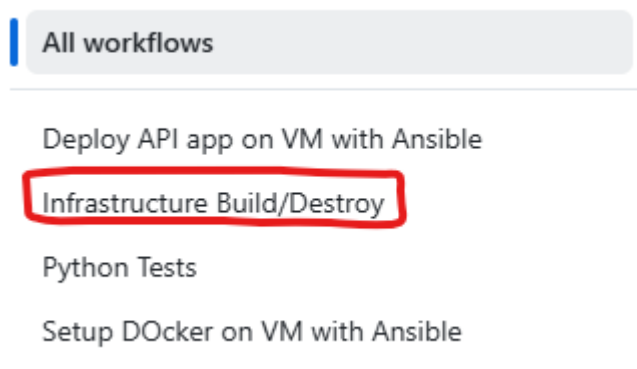 All workflows
Deploy API app on VM with Ansible
Infrastructure Build/Destroy
Python Tests
Setup DOcker on VM with Ansible